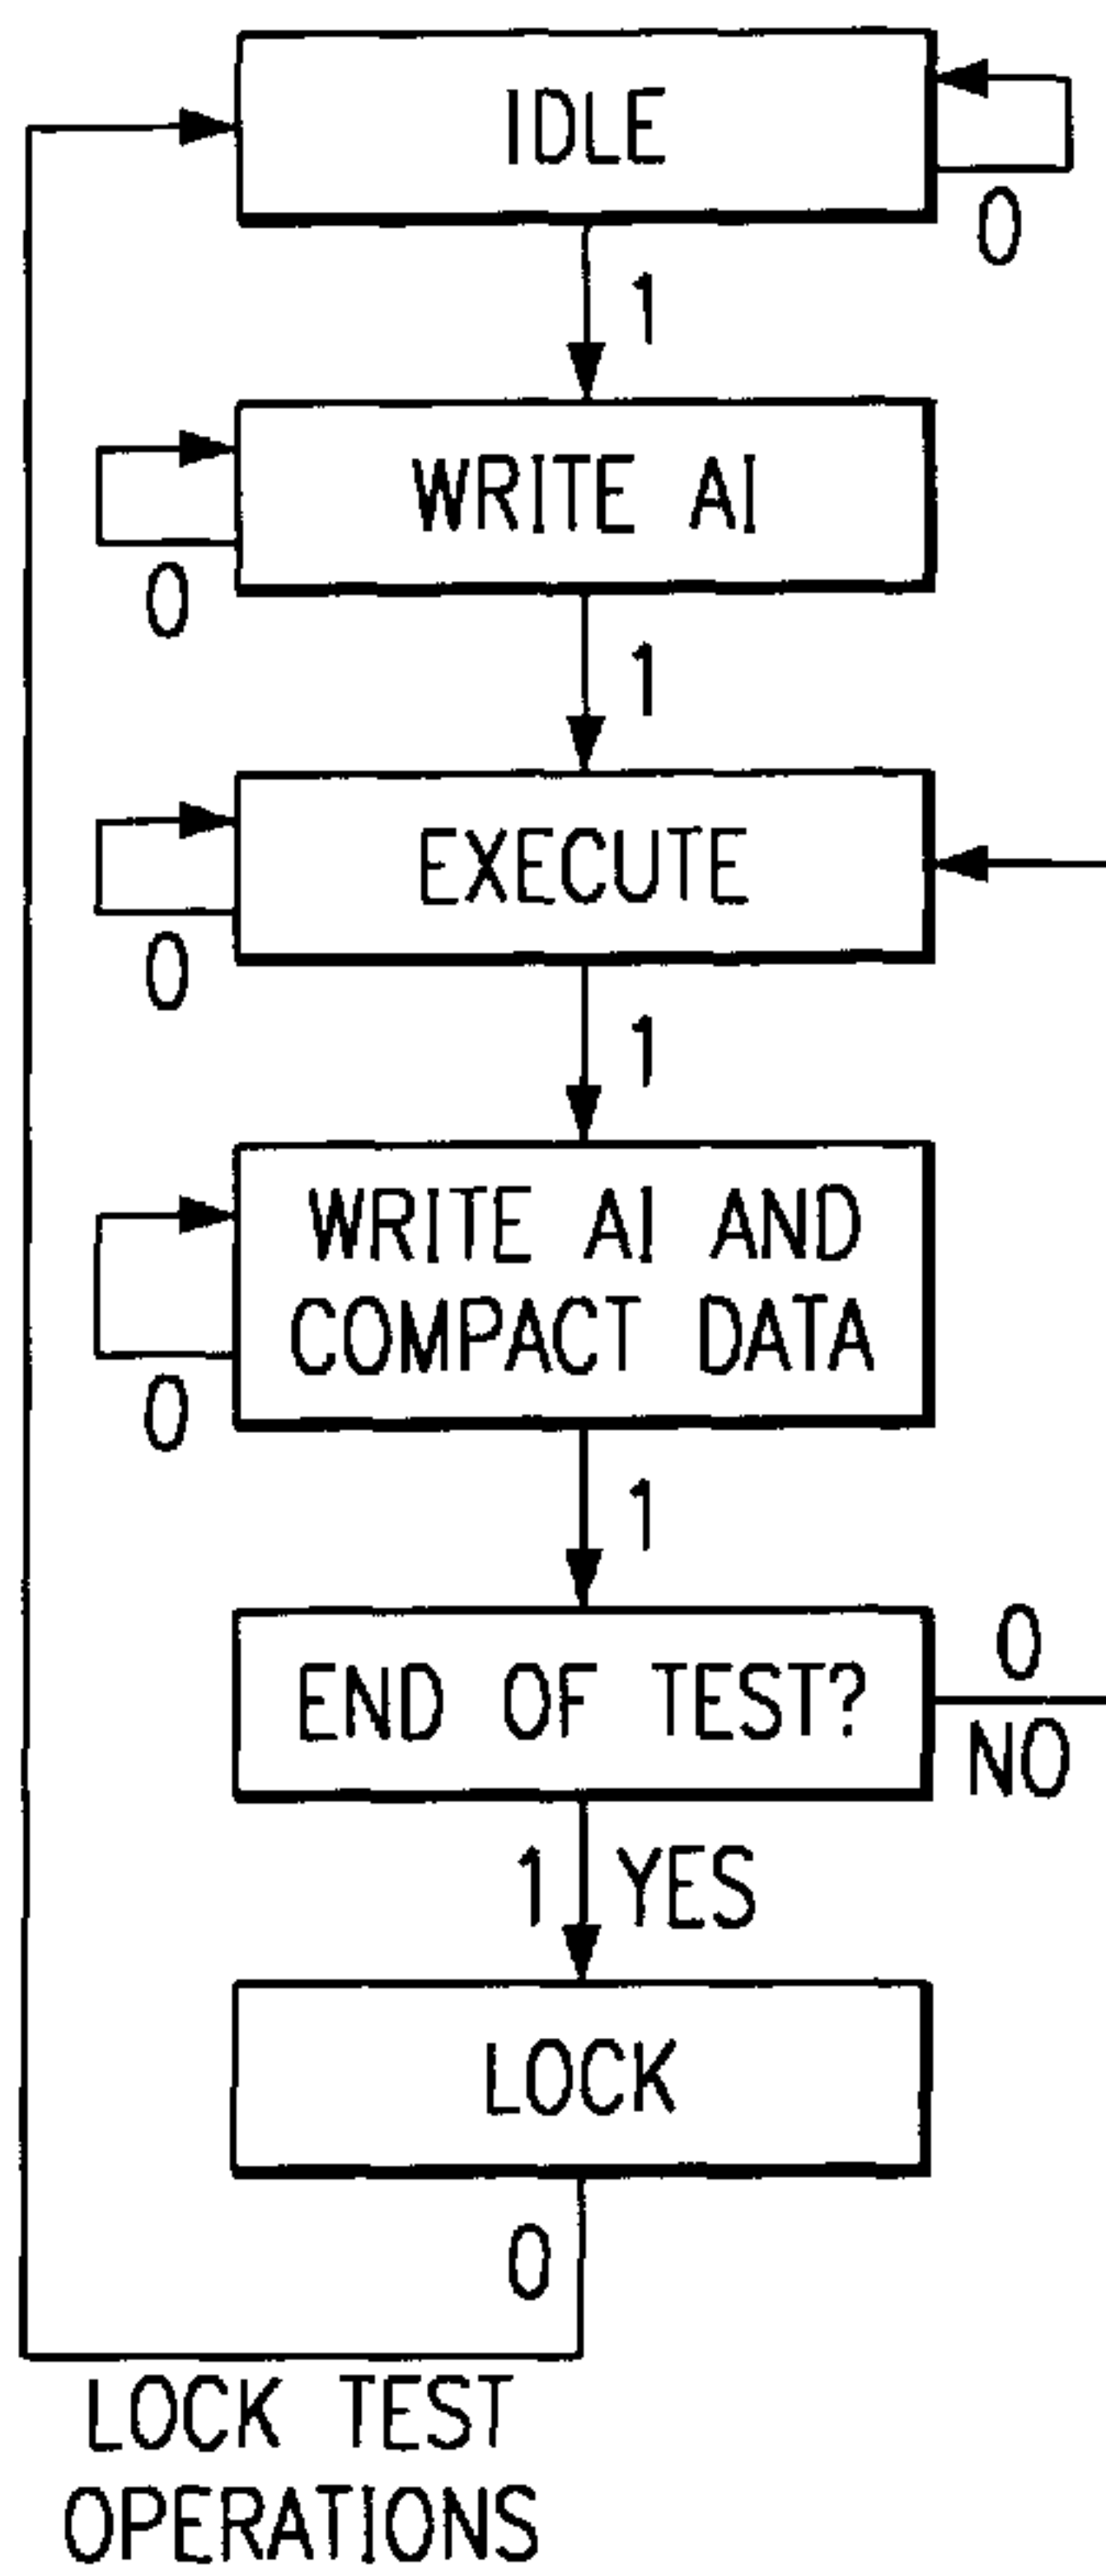 IDLE
0
1
WRITE AI
0
1
EXECUTE
0
1
WRITE AI AND
COMPACT DATA
0
1
END OF TEST?
0
NO
1 YES
LOCK
0
LOCK TEST
OPERATIONS